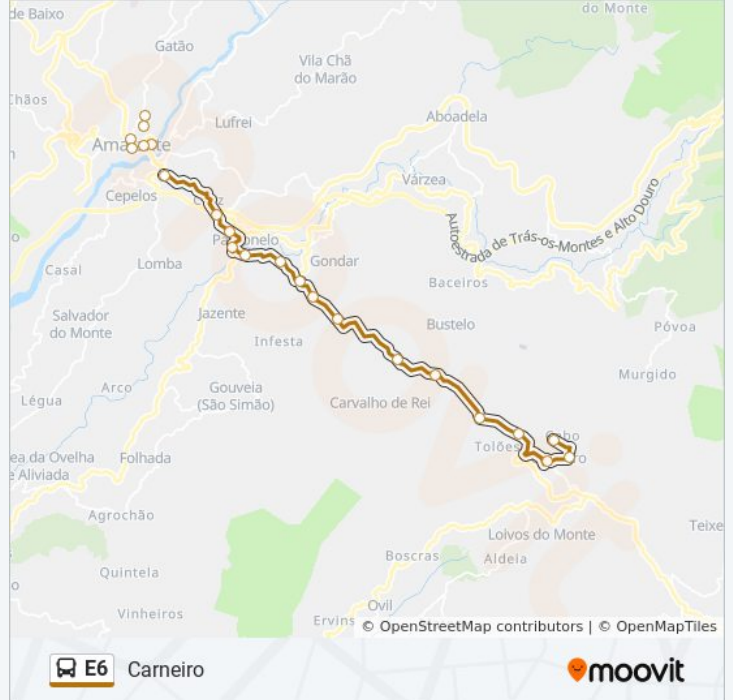 de Baixo
do Monte
Gatão
Vila Chã
do Marão
Chãos
Lufrei
Aboadela
Amarante
Várzea
Cepelos
Autoestrada de Trás-os-Montes e Alto Douro
Lomba
Gondar
Casal
Baceiros
Salvador
do Monte
Jazente
Bustelo
Póvoa
Infesta
Murgido
Arco
Gouveia
(São Simão)
Légua
Carvalho de Rei
ea da Ovelha
e Aliviada
Folhada
Tolões
Agrochão
Teixe
Loivos do Monte
Boscras
Aldela
Quintela
Ovil
Vinheiros
Ervins
© OpenStreetMap contributors | © OpenMapTiles
E6
Carneiro
moovit